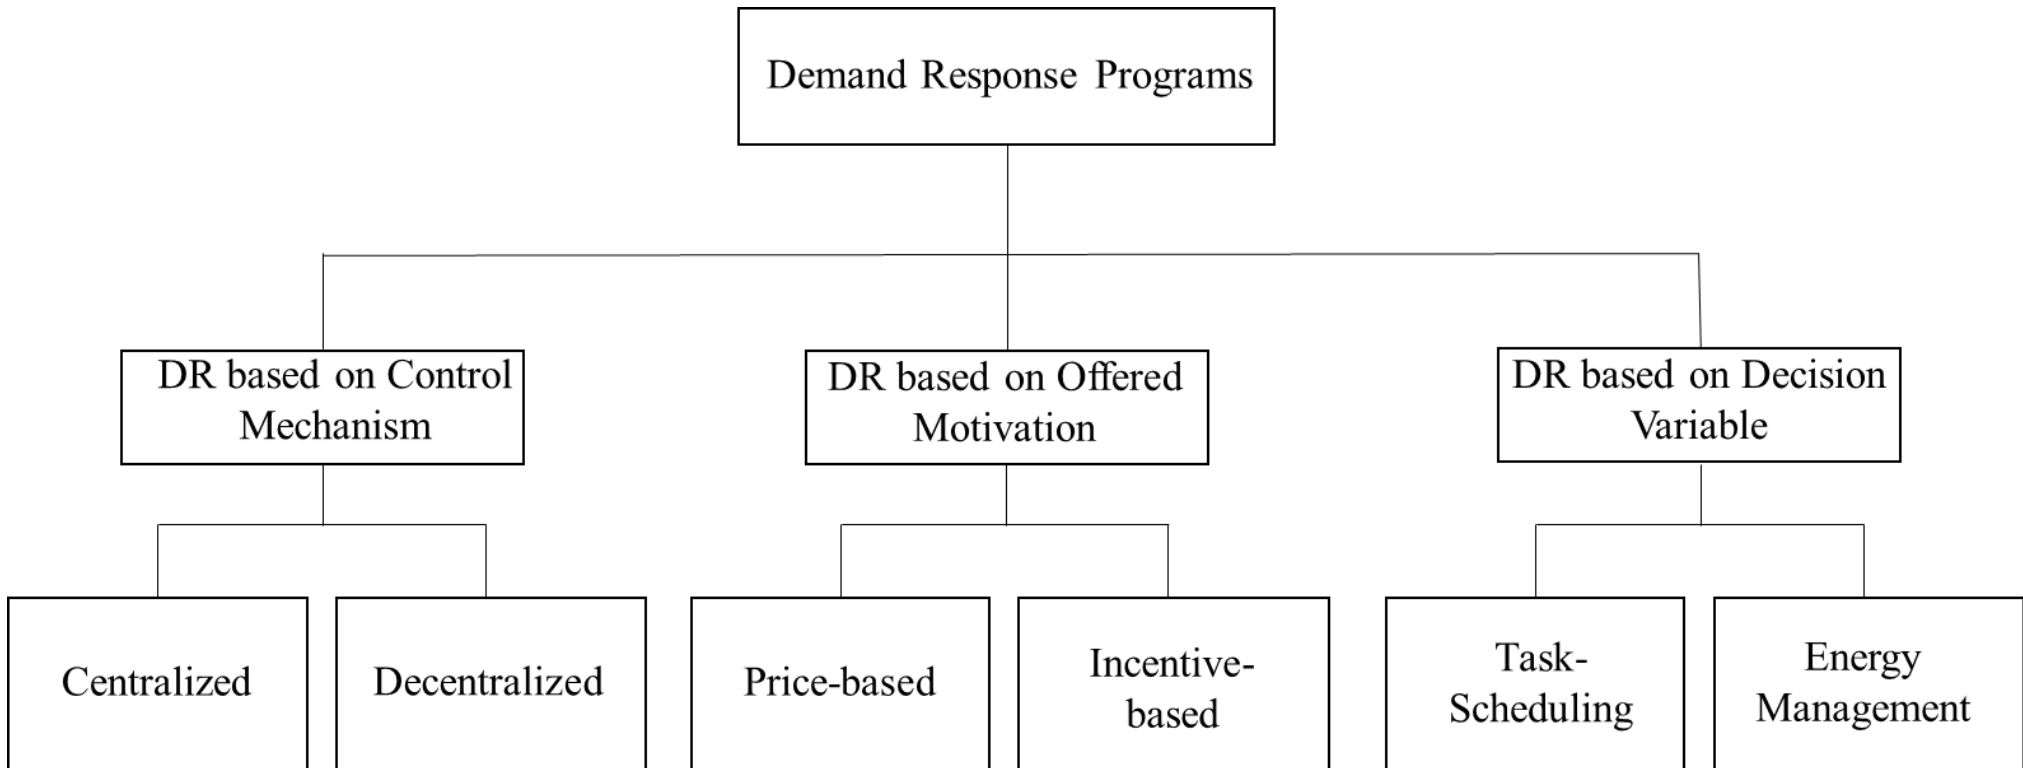 Demand Response Programs
DR based on Control
Mechanism
DR based on Offered
Motivation
DR based on Decision
Variable
Centralized
Decentralized
Price-based
Incentive-
based
Task-
Scheduling
Energy
Management